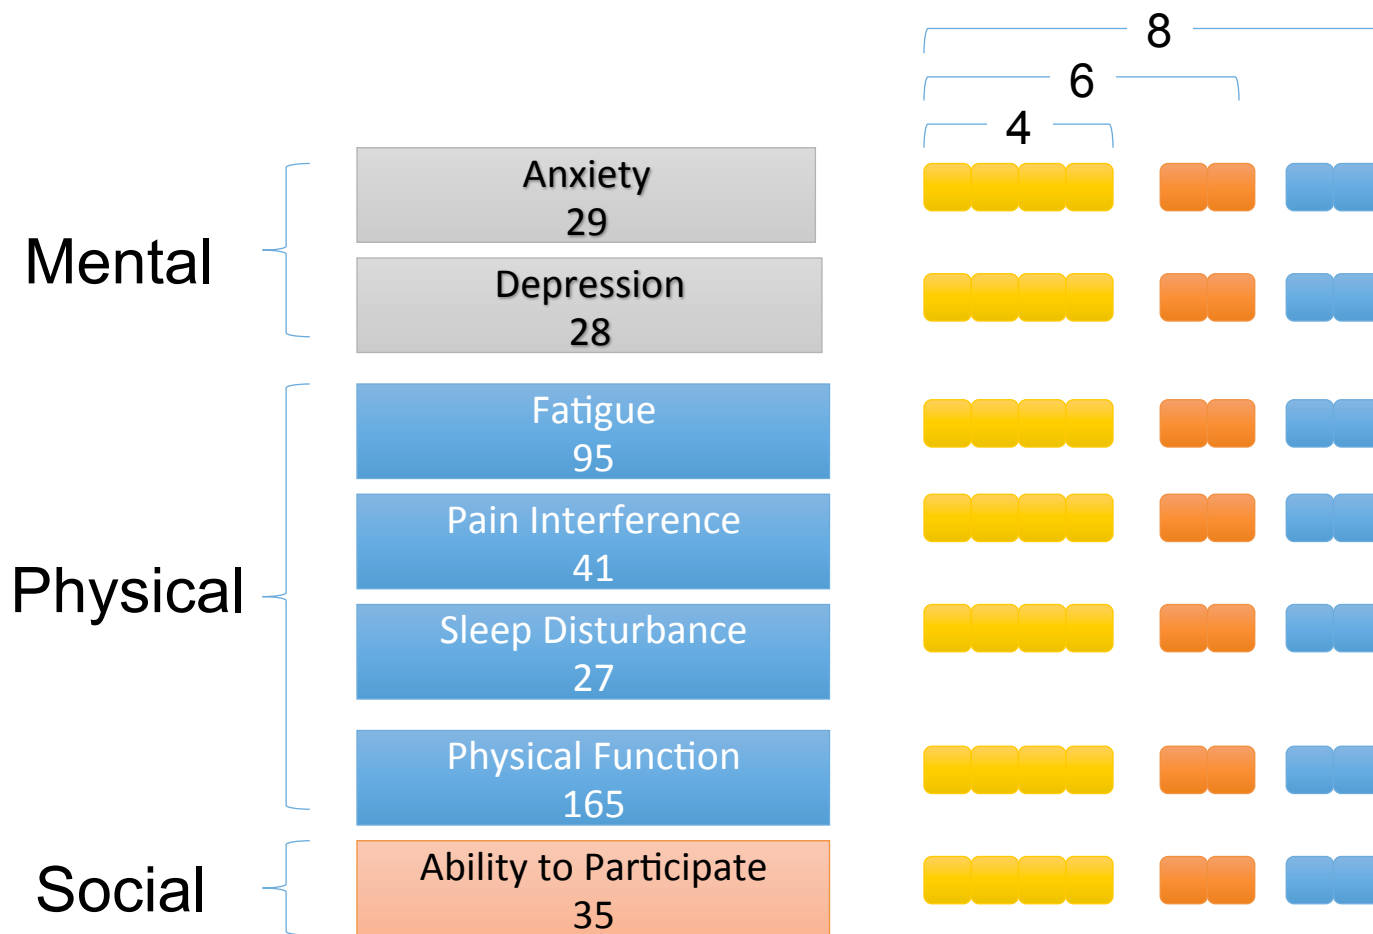 8
6
4
Mental
Anxiety
29
Depression
28
Physical
Fatigue
95
Pain Interference
41
Sleep Disturbance
27
Physical Function
165
Social
Ability to Participate
35